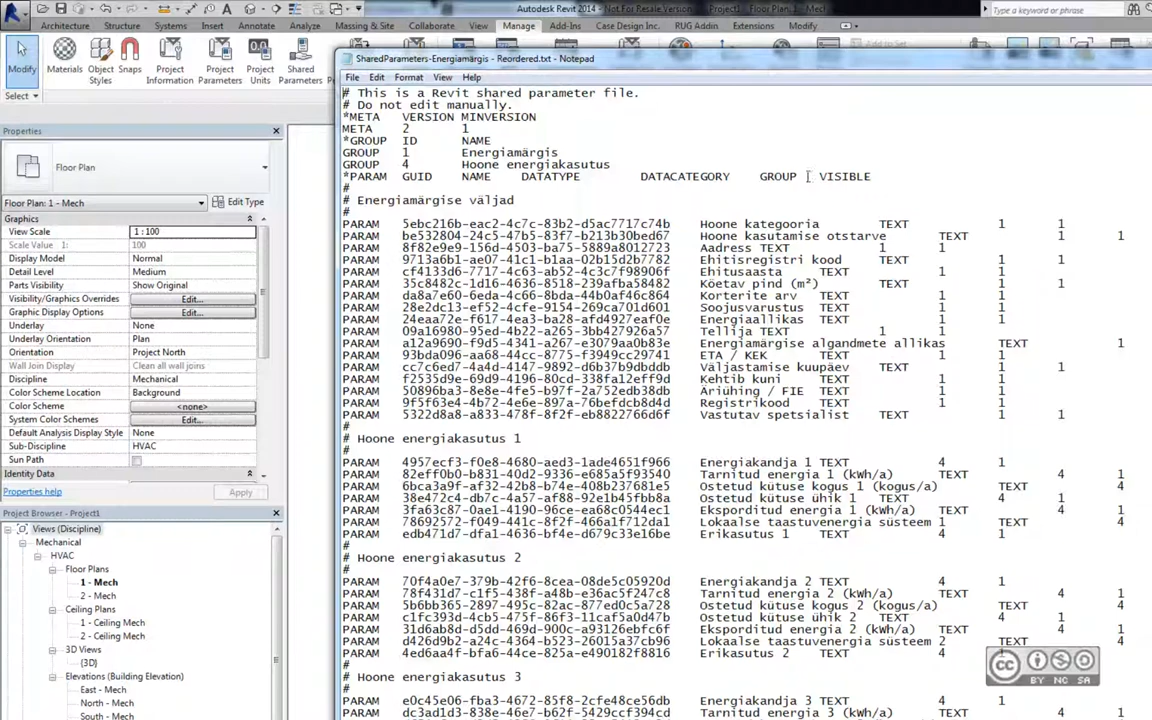 Autodesk Revit 2014 - Not For Resale Version - Project1 - Floor Plan: 1 - Mech
Type a keyword or phrase
Architecture Structure Systems Insert Annotate Analyze Massing & Site Collaborate View Manage Add-Ins Case Design Inc. RUG Addin Extensions Modify
Modify
Materials
Object Styles
Snaps
Project Information
Project Parameters
Project Units
Shared Parameters
Select
Properties
Floor Plan
Floor Plan: 1 - Mech
Edit Type
Graphics
View Scale 1 : 100
Scale Value 1: 100
Display Model Normal
Detail Level Medium
Parts Visibility Show Original
Visibility/Graphics Overrides Edit...
Graphic Display Options Edit...
Underlay None
Underlay Orientation Plan
Orientation Project North
Wall Join Display Clean all wall joins
Discipline Mechanical
Color Scheme Location Background
Color Scheme <none>
System Color Schemes Edit...
Default Analysis Display Style None
Sub-Discipline HVAC
Sun Path
Identity Data
Properties help
Apply
Project Browser - Project1
Views (Discipline)
Mechanical
HVAC
Floor Plans
1 - Mech
2 - Mech
Ceiling Plans
1 - Ceiling Mech
2 - Ceiling Mech
3D Views
{3D}
Elevations (Building Elevation)
East - Mech
North - Mech
South - Mech
SharedParameters-Energiamärgis - Reordered.txt - Notepad
File Edit Format View Help
# This is a Revit shared parameter file.
# Do not edit manually.
*META VERSION MINVERSION
META 2 1
*GROUP ID NAME
GROUP 1 Energiamärgis
GROUP 4 Hoone energiakasutus
*PARAM GUID NAME DATATYPE DATACATEGORY GROUP VISIBLE
#
# Energiamärgise väljad
#
PARAM 5ebc216b-eac2-4c7c-83b2-d5ac7717c74b Hoone kategooria TEXT 1 1
PARAM be532804-24c5-47b5-83f7-b213b30bed67 Hoone kasutamise otstarve TEXT 1 1
PARAM 8f82e9e9-156d-4503-ba75-5889a8012723 Aadress TEXT 1 1
PARAM 9713a6b1-ae07-41c1-b1aa-02b15d2b7782 Ehitisregistri kood TEXT 1 1
PARAM cf4133d6-7717-4c63-ab52-4c3c7f98906f Ehitusaasta TEXT 1 1
PARAM 35c8482c-1d16-4636-8518-239afba58482 Köetav pind (m²) TEXT 1 1
PARAM da8a7e60-6eda-4c66-8bda-44b0af46c864 Korterite arv TEXT 1 1
PARAM 28e2dc13-ef52-4cfe-9154-269ca701d601 Soojusvarustus TEXT 1 1
PARAM 24eaa72e-f617-4ea3-ba28-afd4927eaf0e Energiaallikas TEXT 1 1
PARAM 09a16980-95ed-4b22-a265-3bb427926a57 Tellija TEXT 1 1
PARAM a12a9690-f9d5-4341-a267-e3079aa0b83e Energiamärgise algandmete allikas TEXT 1
PARAM 93bda096-aa68-44cc-8775-f3949cc29741 ETA / KEK TEXT 1 1
PARAM cc7c6ed7-4a4d-4147-9892-d6b37b9dbddb Väljastamise kuupäev TEXT 1 1
PARAM f2535d9e-69d9-4196-80cd-338fa12eff9d Kehtib kuni TEXT 1 1
PARAM 50896ba3-8e8e-4fe5-b97f-2a752edb38db Äriühing / FIE TEXT 1 1
PARAM 9f5f63e4-4b72-4e6e-897a-76befdcb8d4d Registrikood TEXT 1 1
PARAM 5322d8a8-a833-478f-8f2f-eb8822766d6f Vastutav spetsialist TEXT 1 1
#
# Hoone energiakasutus 1
#
PARAM 4957ecf3-f0e8-4680-aed3-1ade4651f966 Energiakandja 1 TEXT 4 1
PARAM 82eff0b0-b831-40d2-9336-e685a5f93540 Tarnitud energia 1 (kWh/a) TEXT 4 1
PARAM 6bca3a9f-af32-42b8-b74e-408b237681e5 Ostetud kütuse kogus 1 (kogus/a) TEXT 4
PARAM 38e472c4-db7c-4a57-af88-92e1b45fbb8a Ostetud kütuse ühik 1 TEXT 4 1
PARAM 3fa63c87-0ae1-4190-96ce-ea68c0544ec1 Eksporditud energia 1 (kWh/a) TEXT 4 1
PARAM 78692572-f049-441c-8f2f-466a1f712da1 Lokaalse taastuvenergia süsteem 1 TEXT 4
PARAM edb471d7-dfa1-4636-bf4e-d679c33e16be Erikasutus 1 TEXT 4 1
#
# Hoone energiakasutus 2
#
PARAM 70f4a0e7-379b-42f6-8cea-08de5c05920d Energiakandja 2 TEXT 4 1
PARAM 78f431d7-c1f5-438f-a48b-e36ac5f247c8 Tarnitud energia 2 (kWh/a) TEXT 4 1
PARAM 5b6bb365-2897-495c-82ac-877ed0c5a728 Ostetud kütuse kogus 2 (kogus/a) TEXT 4
PARAM c1fc393d-4cb5-475f-86f3-11caf5a0d47b Ostetud kütuse ühik 2 TEXT 4 1
PARAM 31d6ab8d-d5dd-469d-900c-a93126ebfc6f Eksporditud energia 2 (kWh/a) TEXT 4 1
PARAM d426d9b2-a24c-4364-b523-26015a37cb96 Lokaalse taastuvenergia süsteem 2 TEXT 4
PARAM 4ed6aa4f-bfa6-44ce-825a-e490182f8816 Erikasutus 2 TEXT 4
#
# Hoone energiakasutus 3
#
PARAM e0c45e06-fba3-4672-85f8-2cfe48ce56db Energiakandja 3 TEXT 4 1
PARAM dc3ad1d3-838e-46e7-b2f2-5df423cdced4 Tarnitud energia 3 (kWh/a) TEXT 4 1
cc BY NC SA